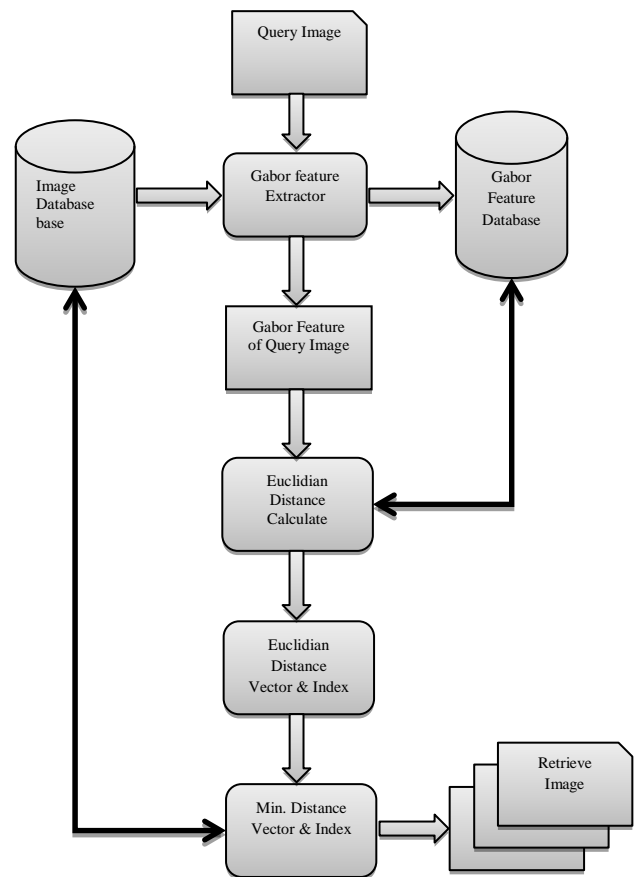 Query Image
Image
Database
base
Gabor feature
Extractor
Gabor
Feature
Database
Gabor Feature
of Query Image
Euclidian
Distance
Calculate
Euclidian
Distance
Vector & Index
Min. Distance
Vector & Index
Retrieve
Image